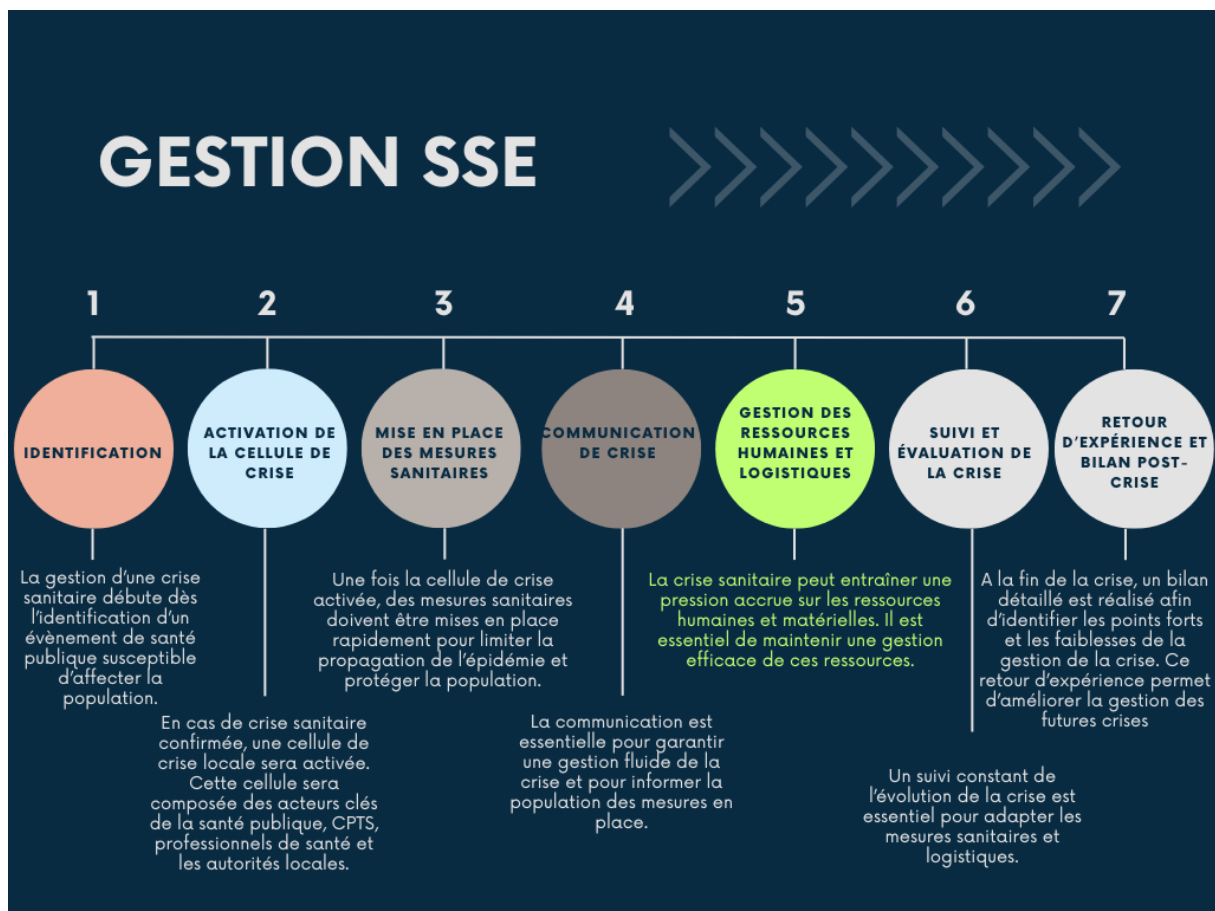 GESTION SSE
1
2
3
4
5
6
7
IDENTIFICATION
ACTIVATION DE
LA CELLULE DE
CRISE
MISE EN PLACE
DES MESURES
SANITAIRES
COMMUNICATION
DE CRISE
GESTION DES
RESSOURCES
HUMAINES ET
LOGISTIQUES
SUIVI ET
ÉVALUATION DE
LA CRISE
RETOUR
D'EXPÉRIENCE ET
BILAN POST-
CRISE
La gestion d'une crise
sanitaire débute dès
l'identification d'un
évènement de santé
publique susceptible
d'affecter la
population.
En cas de crise sanitaire
confirmée, une cellule de
crise locale sera activée.
Cette cellule sera
composée des acteurs clés
de la santé publique, CPTS,
professionnels de santé et
les autorités locales.
Une fois la cellule de crise
activée, des mesures sanitaires
doivent être mises en place
rapidement pour limiter la
propagation de l'épidémie et
protéger la population.
La communication est
essentielle pour garantir
une gestion fluide de la
crise et pour informer la
population des mesures en
place.
La crise sanitaire peut entraîner une
pression accrue sur les ressources
humaines et matérielles. Il est
essentiel de maintenir une gestion
efficace de ces ressources.
Un suivi constant de
l'évolution de la crise est
essentiel pour adapter les
mesures sanitaires et
logistiques.
A la fin de la crise, un bilan
détaillé est réalisé afin
d'identifier les points forts
et les faiblesses de la
gestion de la crise. Ce
retour d'expérience permet
d'améliorer la gestion des
futures crises